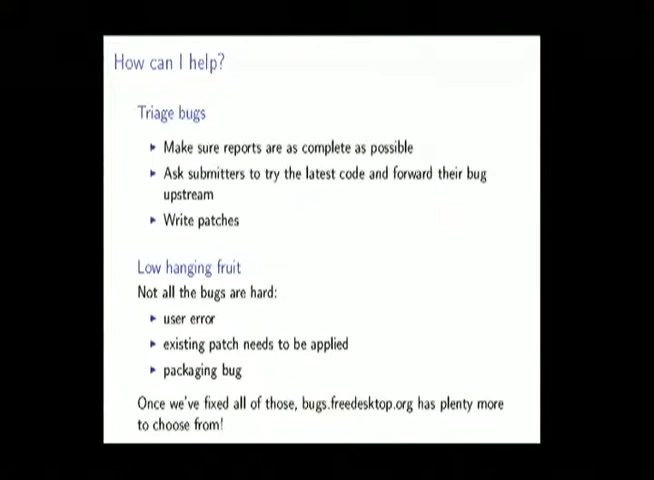 How can I help?
Triage bugs
▶ Make sure reports are as complete as possible
▶ Ask submitters to try the latest code and forward their bug
upstream
▶ Write patches
Low hanging fruit
Not all the bugs are hard:
▶ user error
▶ existing patch needs to be applied
▶ packaging bug
Once we've fixed all of those, bugs.freedesktop.org has plenty more
to choose from!